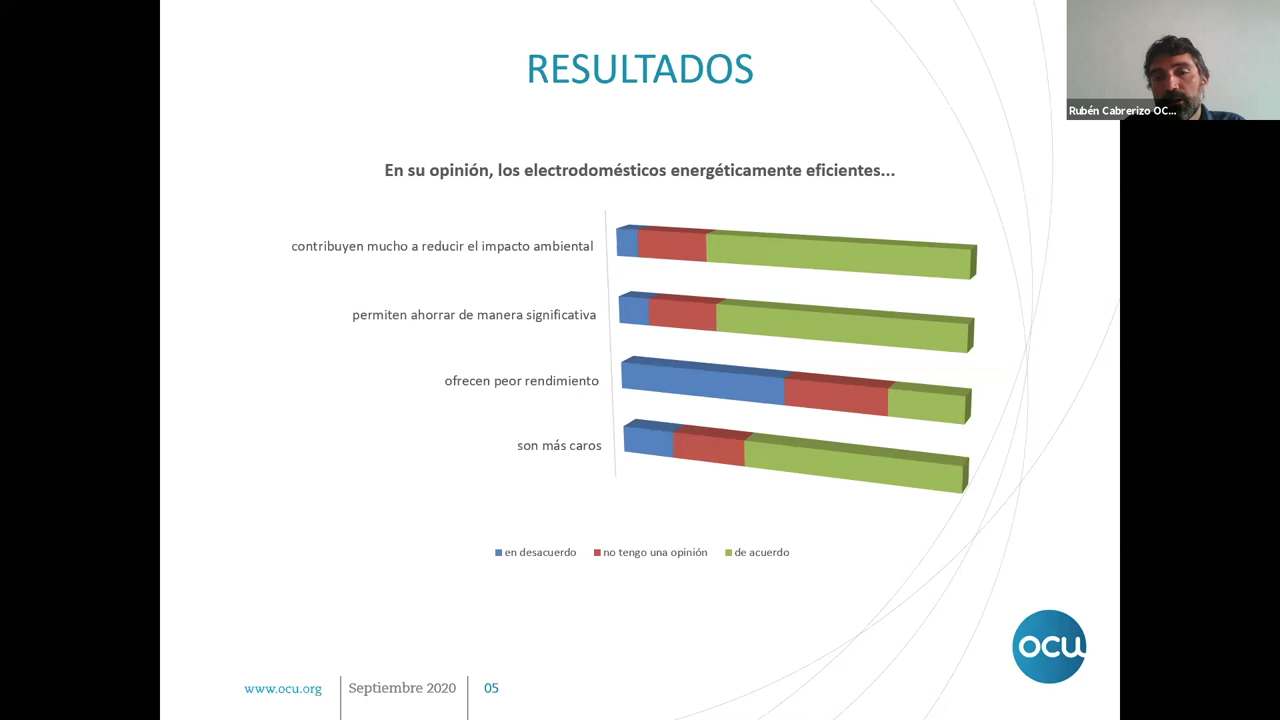 RESULTADOS
Rubén Cabrerizo OC...
En su opinión, los electrodomésticos energéticamente eficientes...
contribuyen mucho a reducir el impacto ambiental
permiten ahorrar de manera significativa
ofrecen peor rendimiento
son más caros
en desacuerdo no tengo una opinión de acuerdo
ocu
www.ocu.org Septiembre 2020 05